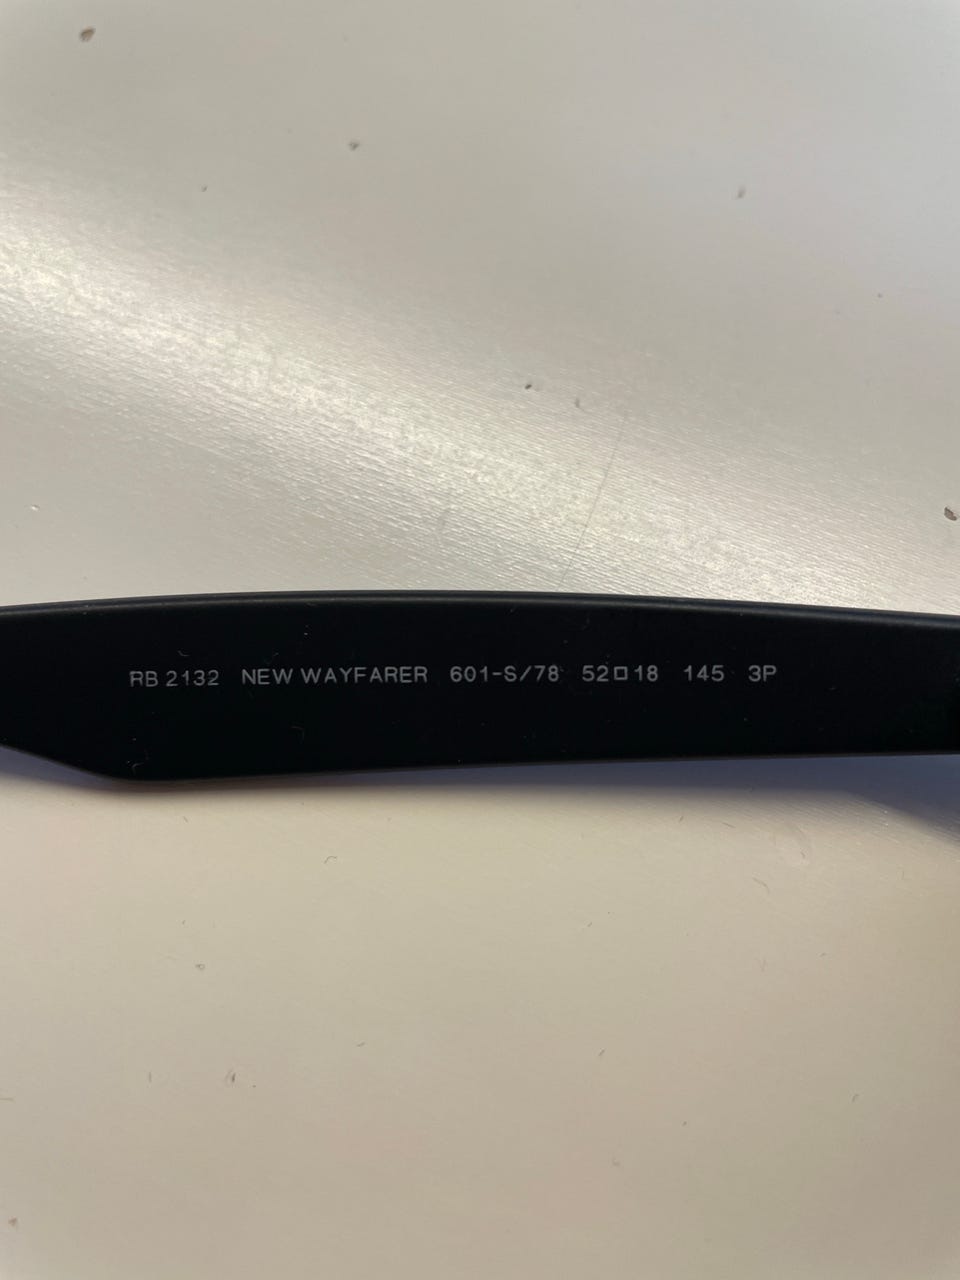 RB 2132 NEW WAYFARER 601-S/78 52□18 145 3P